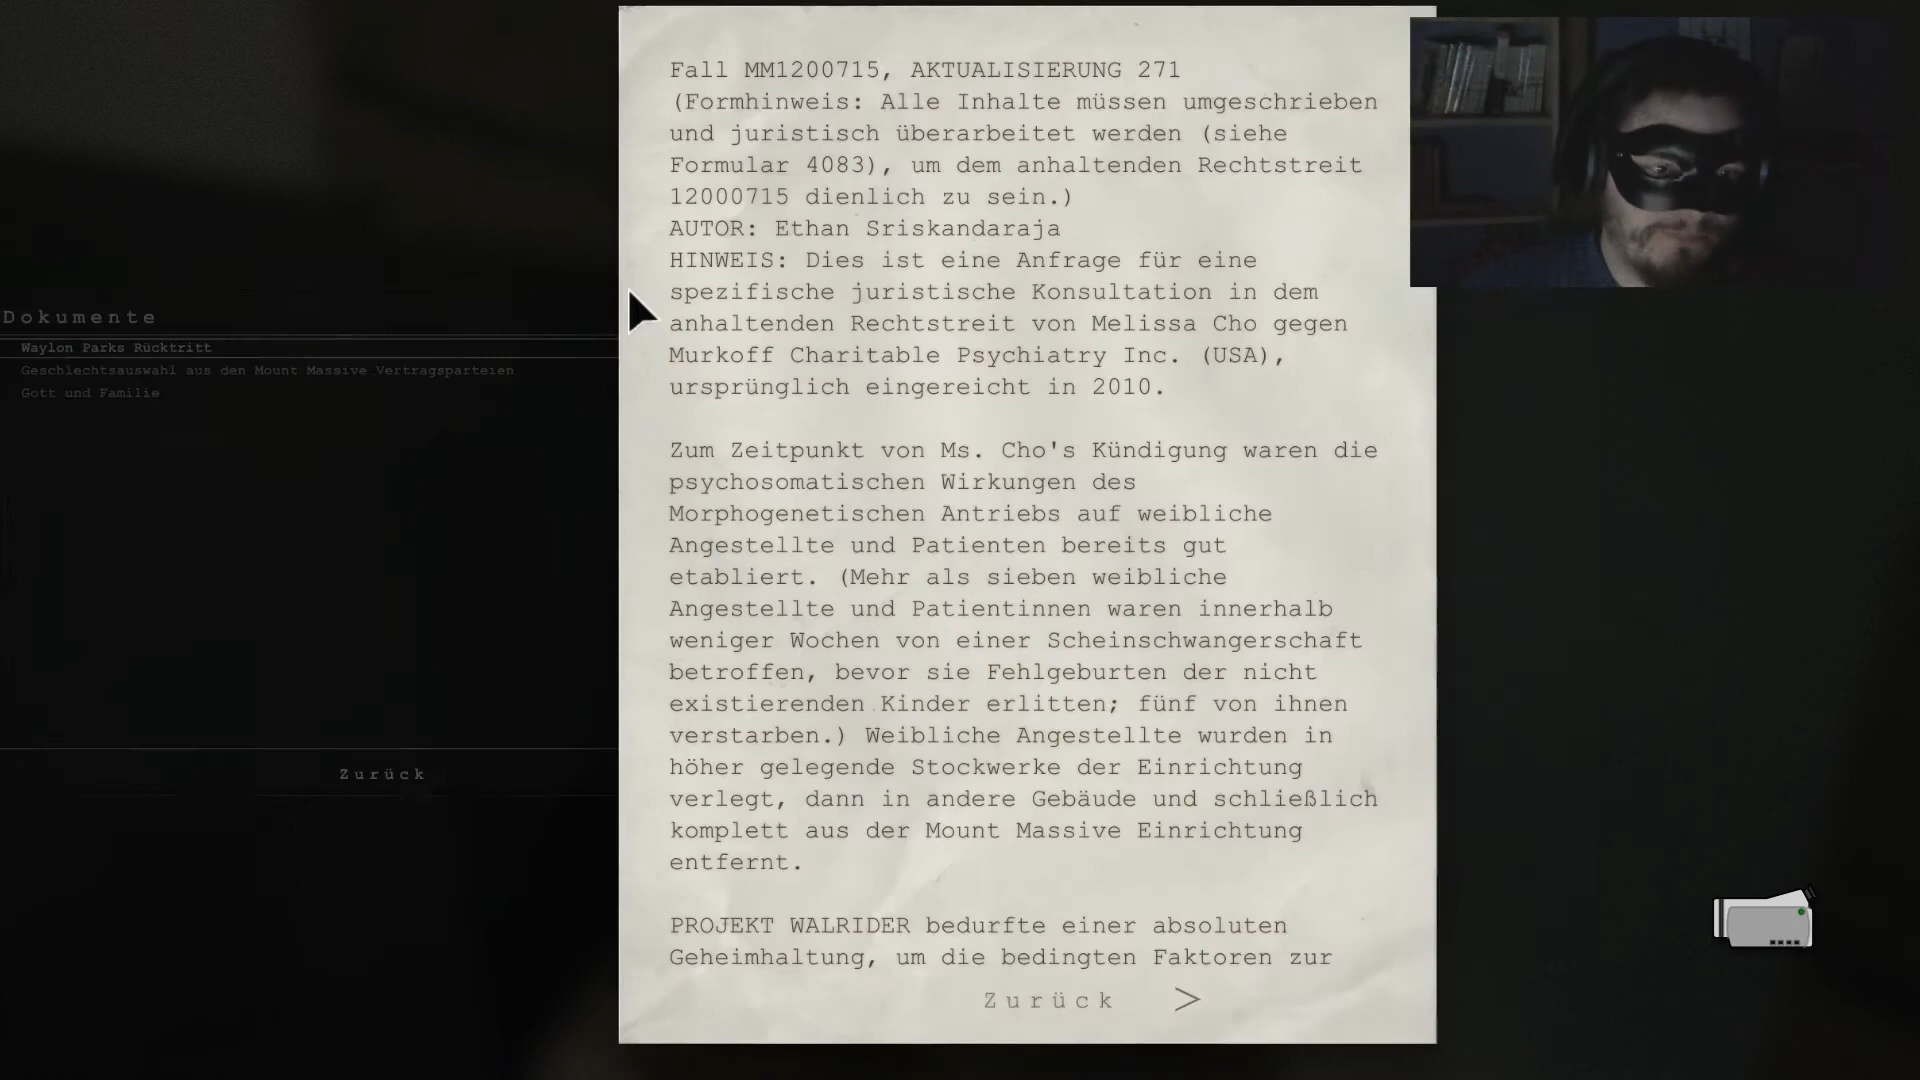 Dokumente
Waylon Parks Rücktritt
Geschlechtsauswahl aus den Mount Massive Vertragsparteien
Gott und Familie
Zurück
Fall MM1200715, AKTUALISIERUNG 271
(Formhinweis: Alle Inhalte müssen umgeschrieben
und juristisch überarbeitet werden (siehe
Formular 4083), um dem anhaltenden Rechtstreit
12000715 dienlich zu sein.)
AUTOR: Ethan Sriskandaraja
HINWEIS: Dies ist eine Anfrage für eine
spezifische juristische Konsultation in dem
anhaltenden Rechtstreit von Melissa Cho gegen
Murkoff Charitable Psychiatry Inc. (USA),
ursprünglich eingereicht in 2010.
Zum Zeitpunkt von Ms. Cho's Kündigung waren die
psychosomatischen Wirkungen des
Morphogenetischen Antriebs auf weibliche
Angestellte und Patienten bereits gut
etabliert. (Mehr als sieben weibliche
Angestellte und Patientinnen waren innerhalb
weniger Wochen von einer Scheinschwangerschaft
betroffen, bevor sie Fehlgeburten der nicht
existierenden Kinder erlitten; fünf von ihnen
verstarben.) Weibliche Angestellte wurden in
höher gelegende Stockwerke der Einrichtung
verlegt, dann in andere Gebäude und schließlich
komplett aus der Mount Massive Einrichtung
entfernt.
PROJEKT WALRIDER bedurfte einer absoluten
Geheimhaltung, um die bedingten Faktoren zur
Zurück >